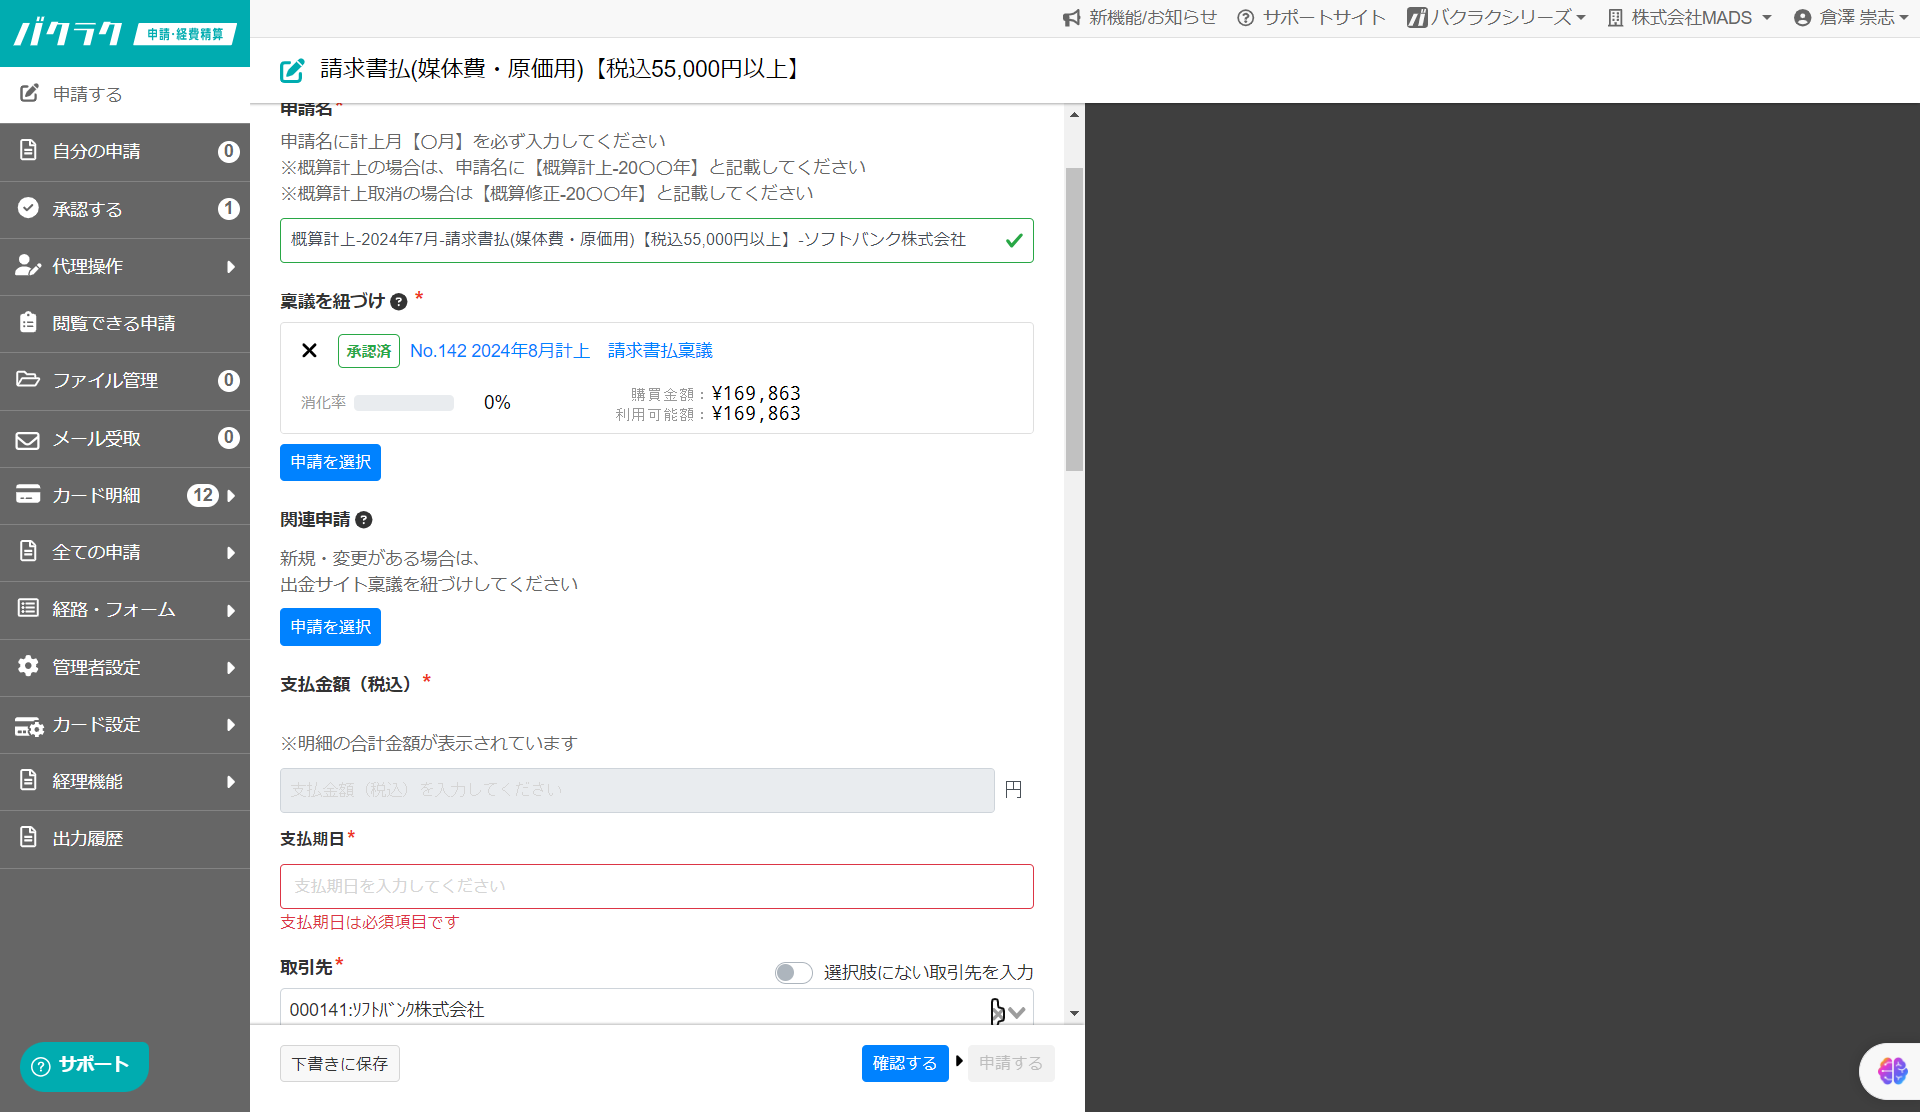 バクラク 申請・経費精算
新機能/お知らせ
サポートサイト
バクラクシリーズ
株式会社MADS
倉澤 崇志
申請する
自分の申請 0
承認する 1
代理操作
閲覧できる申請
ファイル管理 0
メール受取 0
カード明細 12
全ての申請
経路・フォーム
管理者設定
カード設定
経理機能
出力履歴
サポート
請求書払(媒体費・原価用)【税込55,000円以上】
申請名*
申請名に計上月【〇月】を必ず入力してください
※概算計上の場合は、申請名に【概算計上-20〇〇年】と記載してください
※概算計上取消の場合は【概算修正-20〇〇年】と記載してください
概算計上-2024年7月-請求書払(媒体費・原価用)【税込55,000円以上】-ソフトバンク株式会社
稟議を紐づけ *
承認済 No.142 2024年8月計上　請求書払稟議
消化率 0%
購買金額：¥169,863
利用可能額：¥169,863
申請を選択
関連申請
新規・変更がある場合は、
出金サイト稟議を紐づけしてください
申請を選択
支払金額（税込）*
※明細の合計金額が表示されています
支払金額（税込）を入力してください 円
支払期日*
支払期日を入力してください
支払期日は必須項目です
取引先*
選択肢にない取引先を入力
000141:ｿﾌﾄﾊﾞﾝｸ株式会社
下書きに保存
確認する
申請する